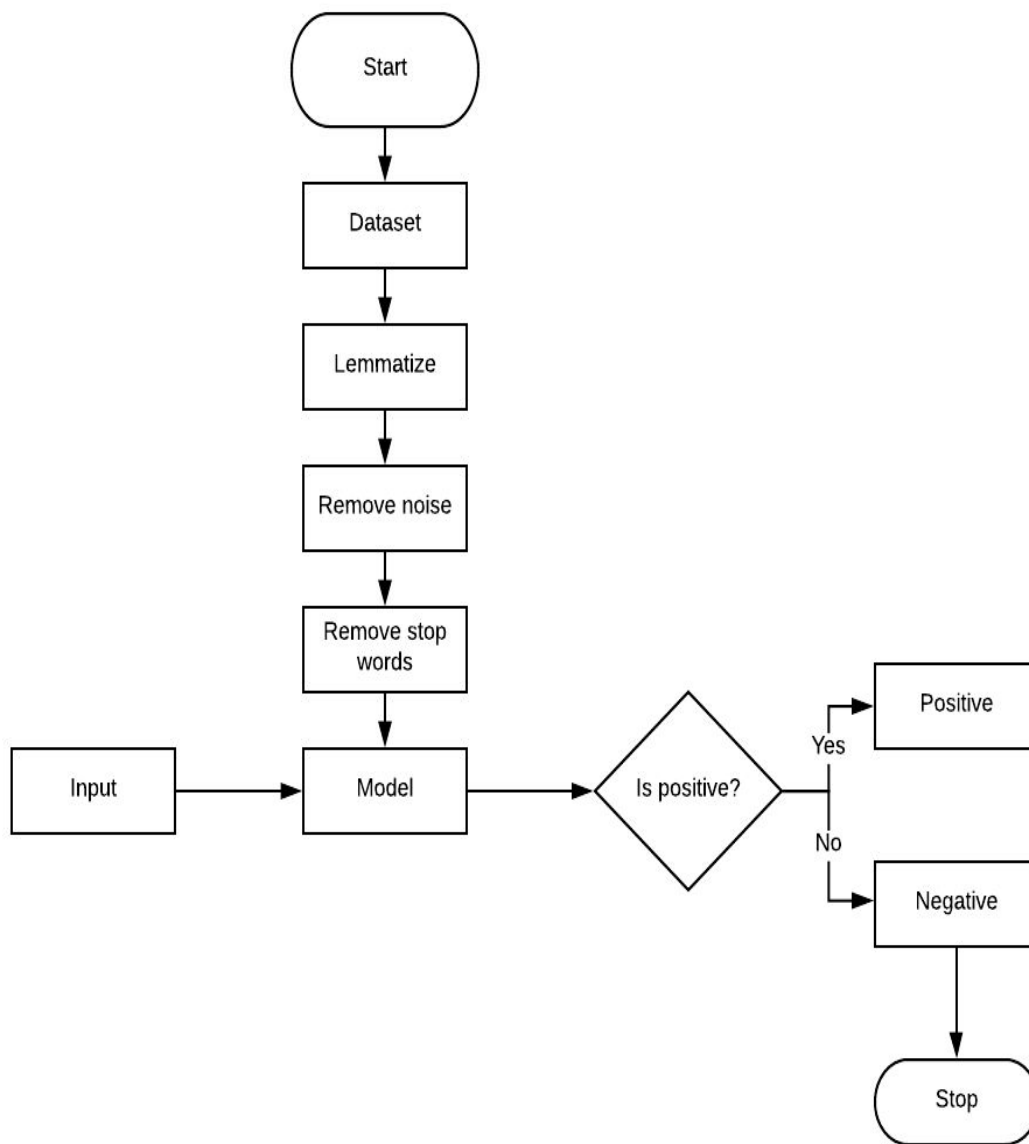 Start
Dataset
Lemmatize
Remove noise
Remove stop
words
Input
Model
Is positive?
Yes
Positive
No
Negative
Stop